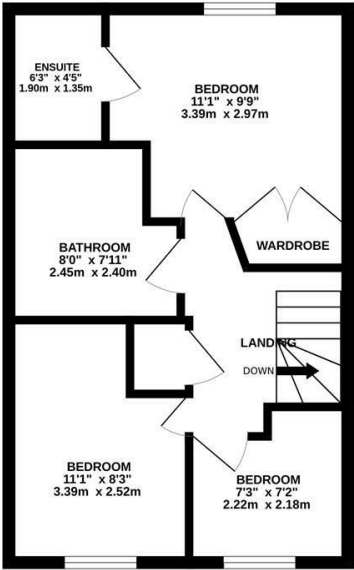 ENSUITE
6'3" x 4'5"
1.90m x 1.35m
BEDROOM
11'1" x 9'9"
3.39m x 2.97m
WARDROBE
BATHROOM
8'0" x 7'11"
2.45m x 2.40m
LANDING
DOWN
BEDROOM
11'1" x 8'3"
3.39m x 2.52m
BEDROOM
7'3" x 7'2"
2.22m x 2.18m